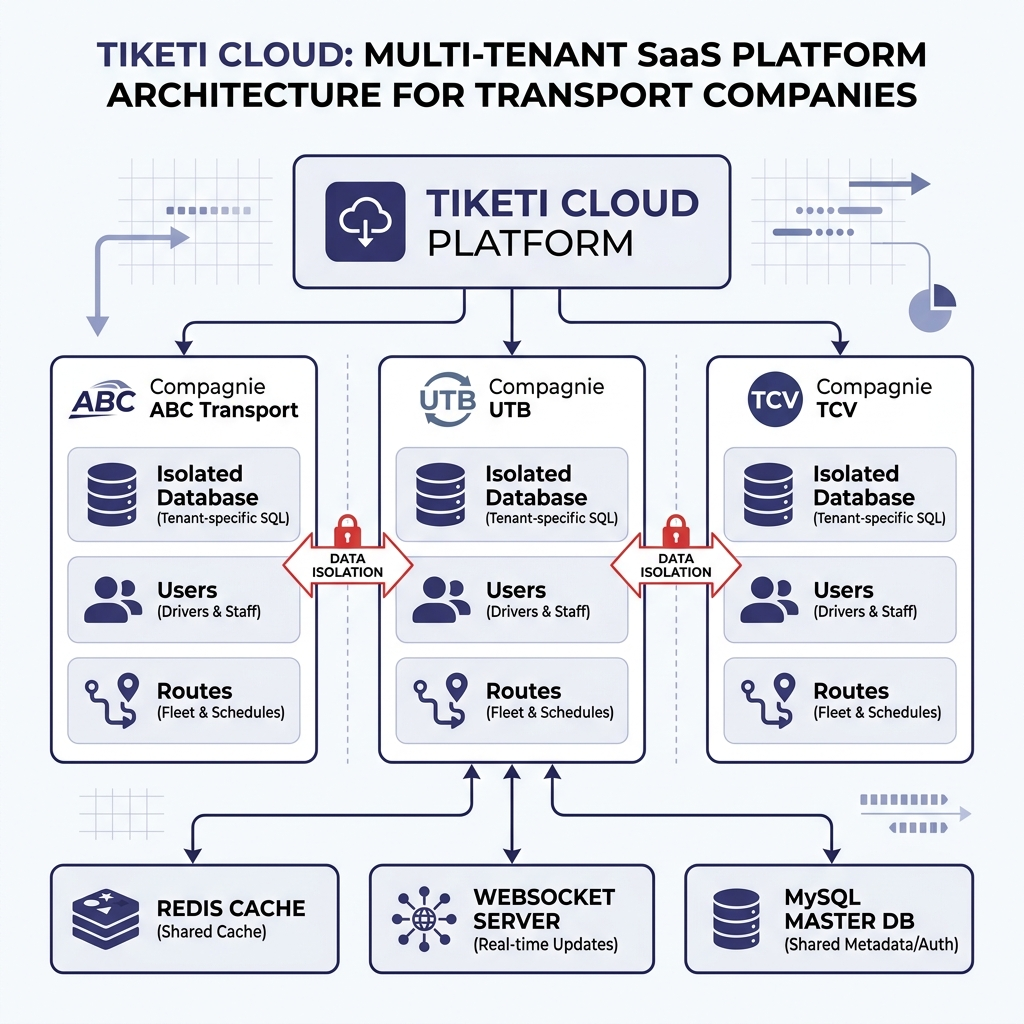 TIKETI CLOUD: MULTI-TENANT SaaS PLATFORM
ARCHITECTURE FOR TRANSPORT COMPANIES
TIKETI CLOUD
PLATFORM
ABC
Compagnie
ABC Transport
Isolated
Database
(Tenant-specific SQL)
Users
(Drivers & Staff)
Routes
(Fleet & Schedules)
DATA
ISOLATION
UTB
Compagnie
UTB
Isolated
Database
(Tenant-specific SQL)
Users
(Drivers & Staff)
Routes
(Fleet & Schedules)
DATA
ISOLATION
TCV
Compagnie
TCV
Isolated
Database
(Tenant-specific SQL)
Users
(Drivers & Staff)
Routes
(Fleet & Schedules)
REDIS CACHE
(Shared Cache)
WEBSOCKET
SERVER
(Real-time Updates)
MySQL
MASTER DB
(Shared Metadata/Auth)